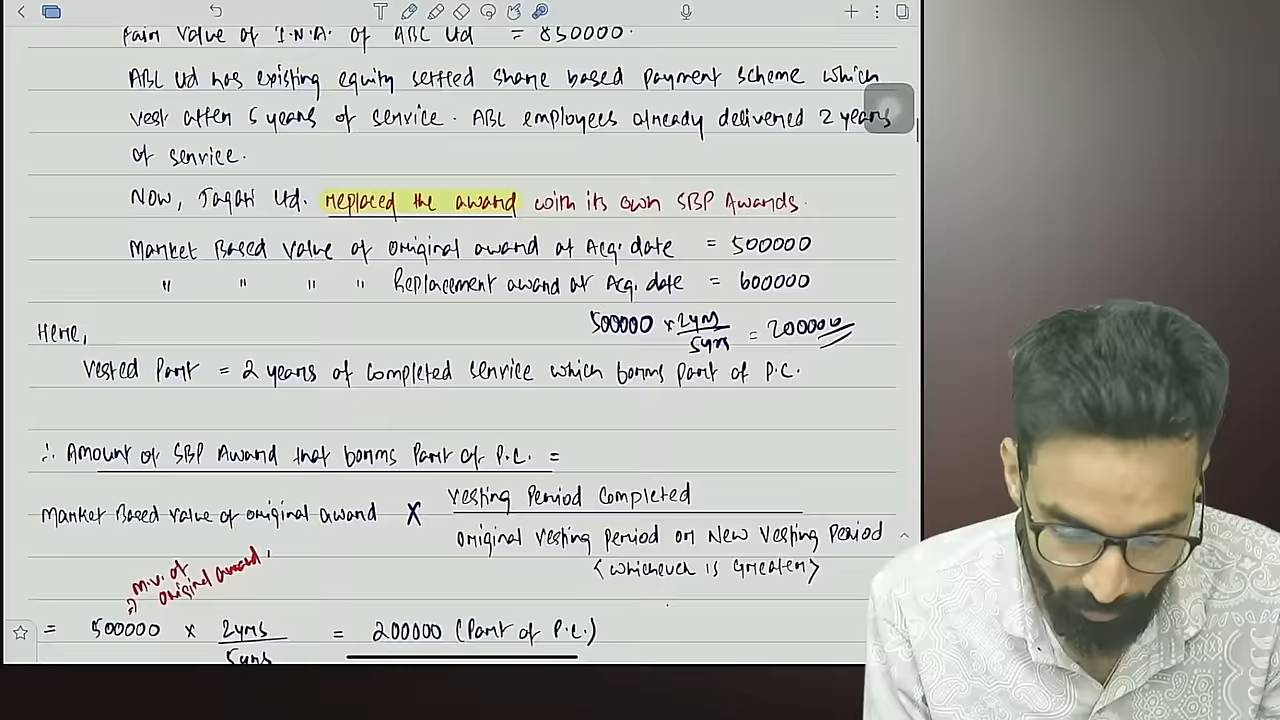 Fair Value of I.N.A. of ABC Ltd = 850000.
ABC Ltd has existing equity settled share based payment scheme which
vest after 5 years of service. ABC employees already delivered 2 years
of service.
Now, Ltd. replaced the award with its own SBP Awards.
Market Based Value of original award at Acq. date = 500000
" " " " Replacement award at Acq. date = 600000
500000 x 2yrs/5yrs = 200000
Here,
Vested Part = 2 years of completed service which forms part of P.C.
∴ Amount of SBP Award that forms Part of P.C. =
Market Based Value of original award X Vesting Period Completed
Original Vesting Period or New Vesting Period
(whichever is Greater)
m.v. of
original award.
= 500000 x 2yrs/5yrs = 200000 (Part of P.C.)